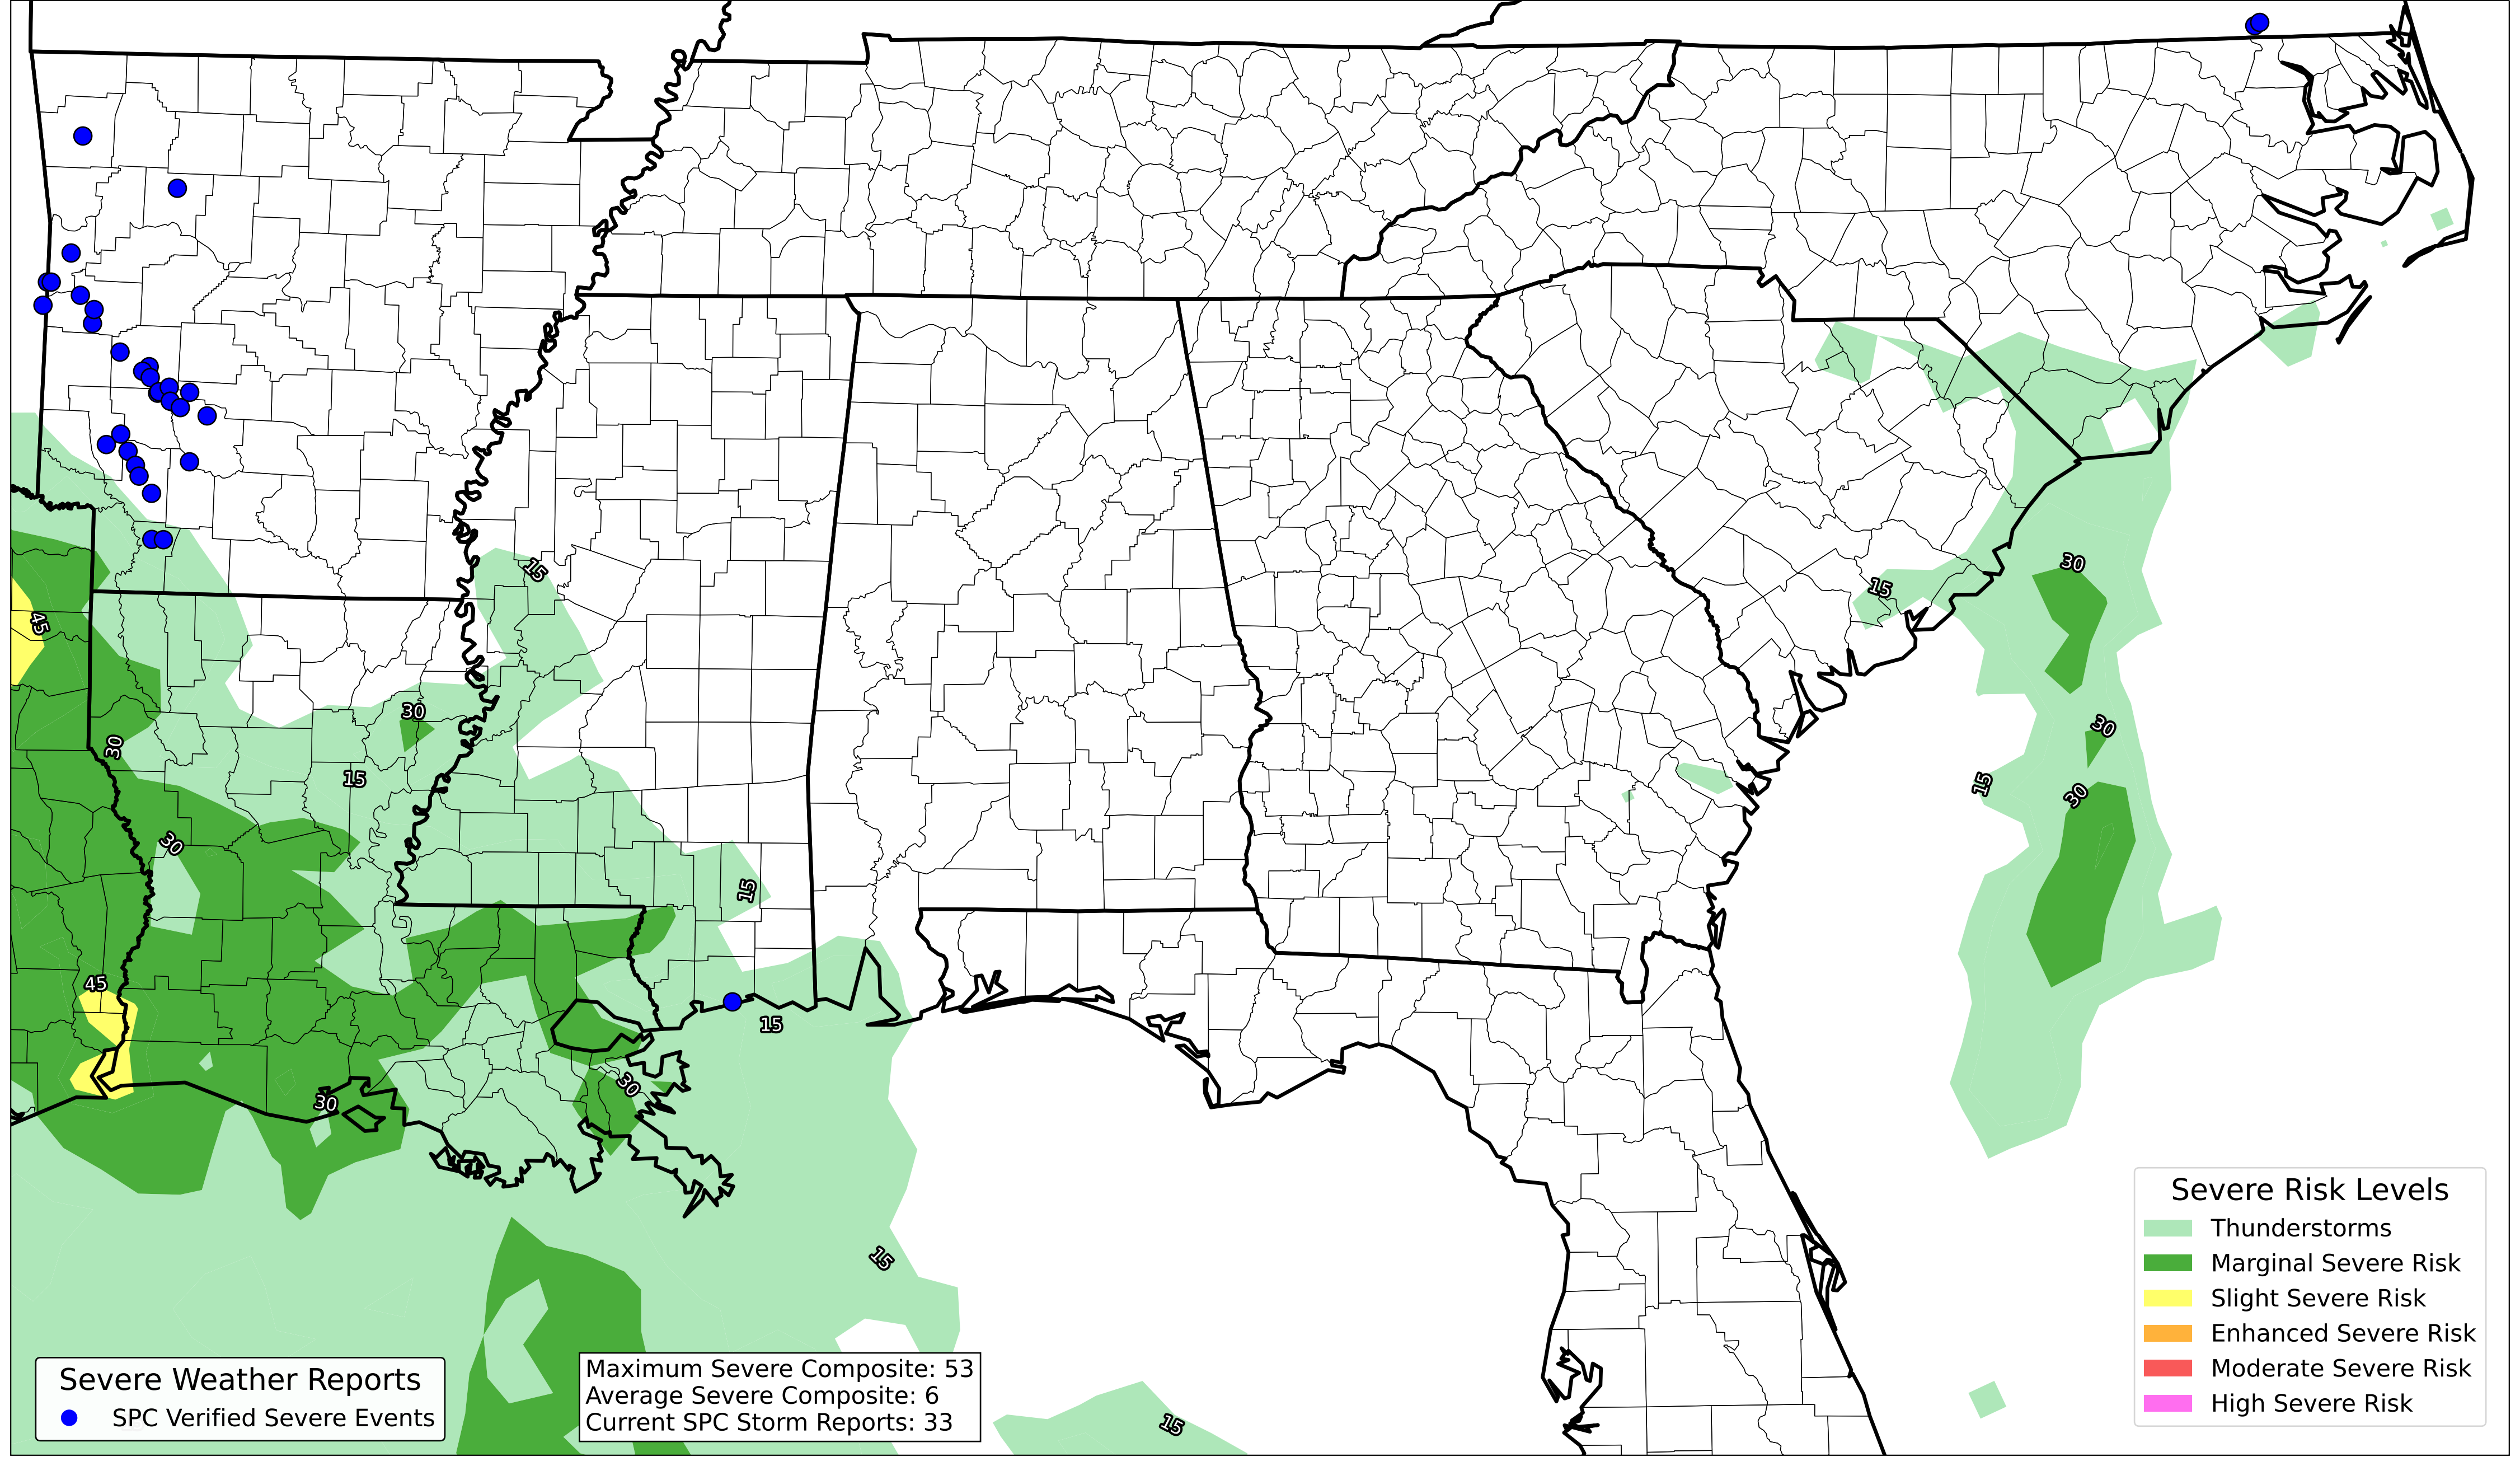 15
30
15
45
30
30
15
30
30
15
30
15
45
15
30
30
15
15
Severe Risk Levels
Thunderstorms
Marginal Severe Risk
Slight Severe Risk
Enhanced Severe Risk
Moderate Severe Risk
High Severe Risk
Severe Weather Reports
SPC Verified Severe Events
Maximum Severe Composite: 53
Average Severe Composite: 6
Current SPC Storm Reports: 33
15